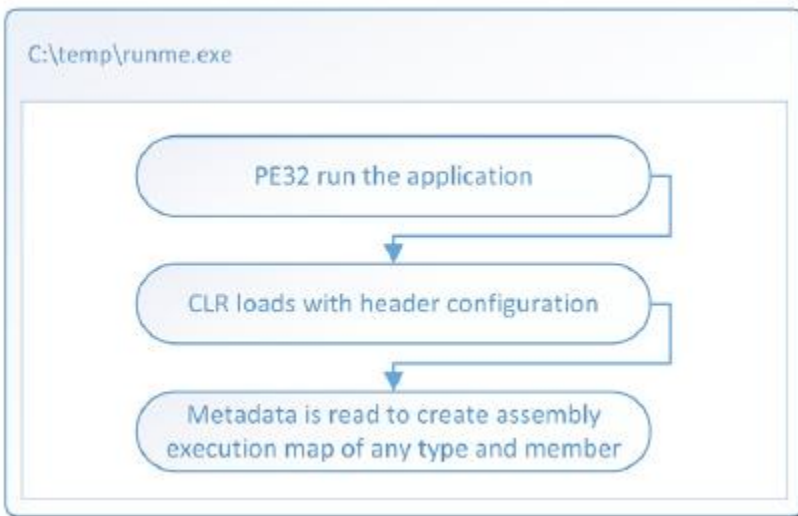 C:\temp\runme.exe
PE32 run the application
CLR loads with header configuration
Metadata is read to create assembly
execution map of any type and member